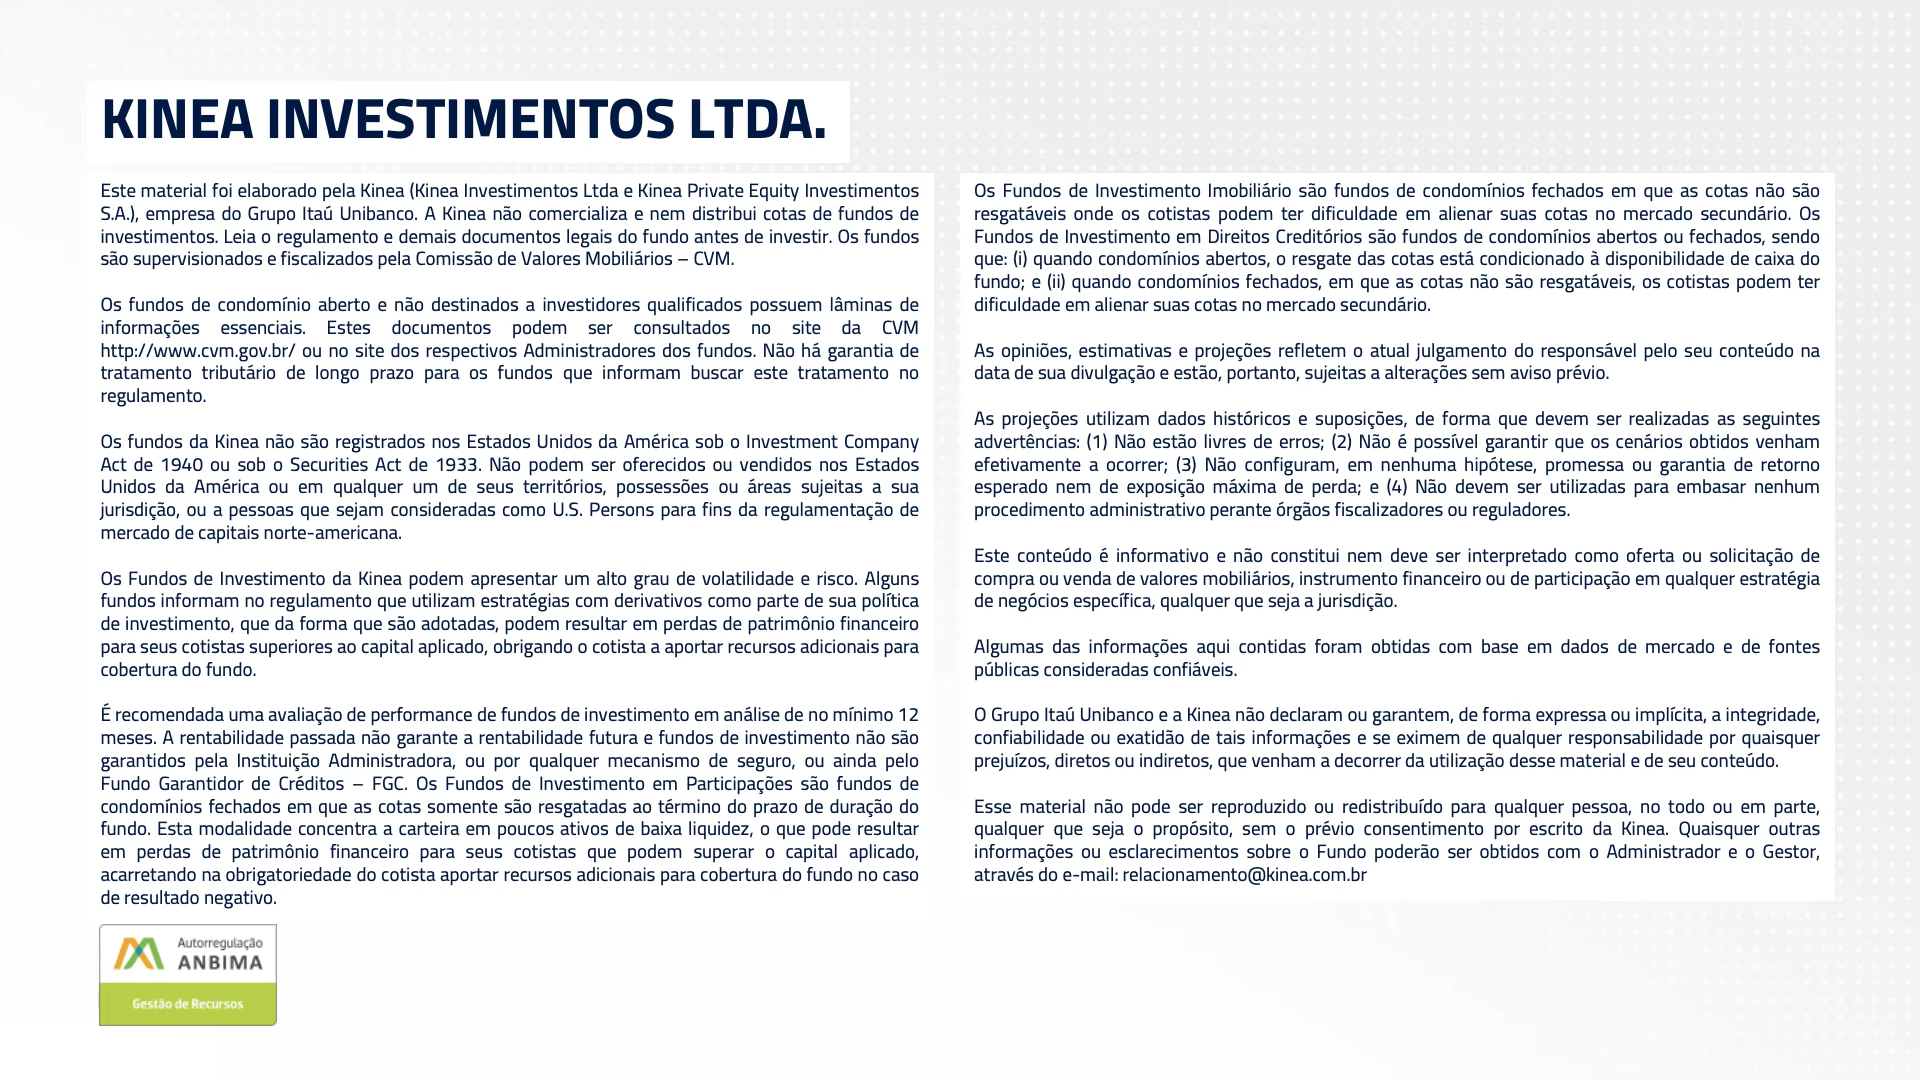 KINEA INVESTIMENTOS LTDA.
Este material foi elaborado pela Kinea (Kinea Investimentos Ltda e Kinea Private Equity Investimentos
S.A.), empresa do Grupo Itaú Unibanco. A Kinea não comercializa e nem distribui cotas de fundos de
investimentos. Leia o regulamento e demais documentos legais do fundo antes de investir. Os fundos
são supervisionados e fiscalizados pela Comissão de Valores Mobiliários – CVM.
Os fundos de condomínio aberto e não destinados a investidores qualificados possuem lâminas de
informações essenciais. Estes documentos podem ser consultados no site da CVM
http://www.cvm.gov.br/ ou no site dos respectivos Administradores dos fundos. Não há garantia de
tratamento tributário de longo prazo para os fundos que informam buscar este tratamento no
regulamento.
Os fundos da Kinea não são registrados nos Estados Unidos da América sob o Investment Company
Act de 1940 ou sob o Securities Act de 1933. Não podem ser oferecidos ou vendidos nos Estados
Unidos da América ou em qualquer um de seus territórios, possessões ou áreas sujeitas a sua
jurisdição, ou a pessoas que sejam consideradas como U.S. Persons para fins da regulamentação de
mercado de capitais norte-americana.
Os Fundos de Investimento da Kinea podem apresentar um alto grau de volatilidade e risco. Alguns
fundos informam no regulamento que utilizam estratégias com derivativos como parte de sua política
de investimento, que da forma que são adotadas, podem resultar em perdas de patrimônio financeiro
para seus cotistas superiores ao capital aplicado, obrigando o cotista a aportar recursos adicionais para
cobertura do fundo.
É recomendada uma avaliação de performance de fundos de investimento em análise de no mínimo 12
meses. A rentabilidade passada não garante a rentabilidade futura e fundos de investimento não são
garantidos pela Instituição Administradora, ou por qualquer mecanismo de seguro, ou ainda pelo
Fundo Garantidor de Créditos – FGC. Os Fundos de Investimento em Participações são fundos de
condomínios fechados em que as cotas somente são resgatadas ao término do prazo de duração do
fundo. Esta modalidade concentra a carteira em poucos ativos de baixa liquidez, o que pode resultar
em perdas de patrimônio financeiro para seus cotistas que podem superar o capital aplicado,
acarretando na obrigatoriedade do cotista aportar recursos adicionais para cobertura do fundo no caso
de resultado negativo.
Os Fundos de Investimento Imobiliário são fundos de condomínios fechados em que as cotas não são
resgatáveis onde os cotistas podem ter dificuldade em alienar suas cotas no mercado secundário. Os
Fundos de Investimento em Direitos Creditórios são fundos de condomínios abertos ou fechados, sendo
que: (i) quando condomínios abertos, o resgate das cotas está condicionado à disponibilidade de caixa do
fundo; e (ii) quando condomínios fechados, em que as cotas não são resgatáveis, os cotistas podem ter
dificuldade em alienar suas cotas no mercado secundário.
As opiniões, estimativas e projeções refletem o atual julgamento do responsável pelo seu conteúdo na
data de sua divulgação e estão, portanto, sujeitas a alterações sem aviso prévio.
As projeções utilizam dados históricos e suposições, de forma que devem ser realizadas as seguintes
advertências: (1) Não estão livres de erros; (2) Não é possível garantir que os cenários obtidos venham
efetivamente a ocorrer; (3) Não configuram, em nenhuma hipótese, promessa ou garantia de retorno
esperado nem de exposição máxima de perda; e (4) Não devem ser utilizadas para embasar nenhum
procedimento administrativo perante órgãos fiscalizadores ou reguladores.
Este conteúdo é informativo e não constitui nem deve ser interpretado como oferta ou solicitação de
compra ou venda de valores mobiliários, instrumento financeiro ou de participação em qualquer estratégia
de negócios específica, qualquer que seja a jurisdição.
Algumas das informações aqui contidas foram obtidas com base em dados de mercado e de fontes
públicas consideradas confiáveis.
O Grupo Itaú Unibanco e a Kinea não declaram ou garantem, de forma expressa ou implícita, a integridade,
confiabilidade ou exatidão de tais informações e se eximem de qualquer responsabilidade por quaisquer
prejuízos, diretos ou indiretos, que venham a decorrer da utilização desse material e de seu conteúdo.
Esse material não pode ser reproduzido ou redistribuído para qualquer pessoa, no todo ou em parte,
qualquer que seja o propósito, sem o prévio consentimento por escrito da Kinea. Quaisquer outras
informações ou esclarecimentos sobre o Fundo poderão ser obtidos com o Administrador e o Gestor,
através do e-mail: relacionamento@kinea.com.br
Autorregulação
ANBIMA
Gestão de Recursos